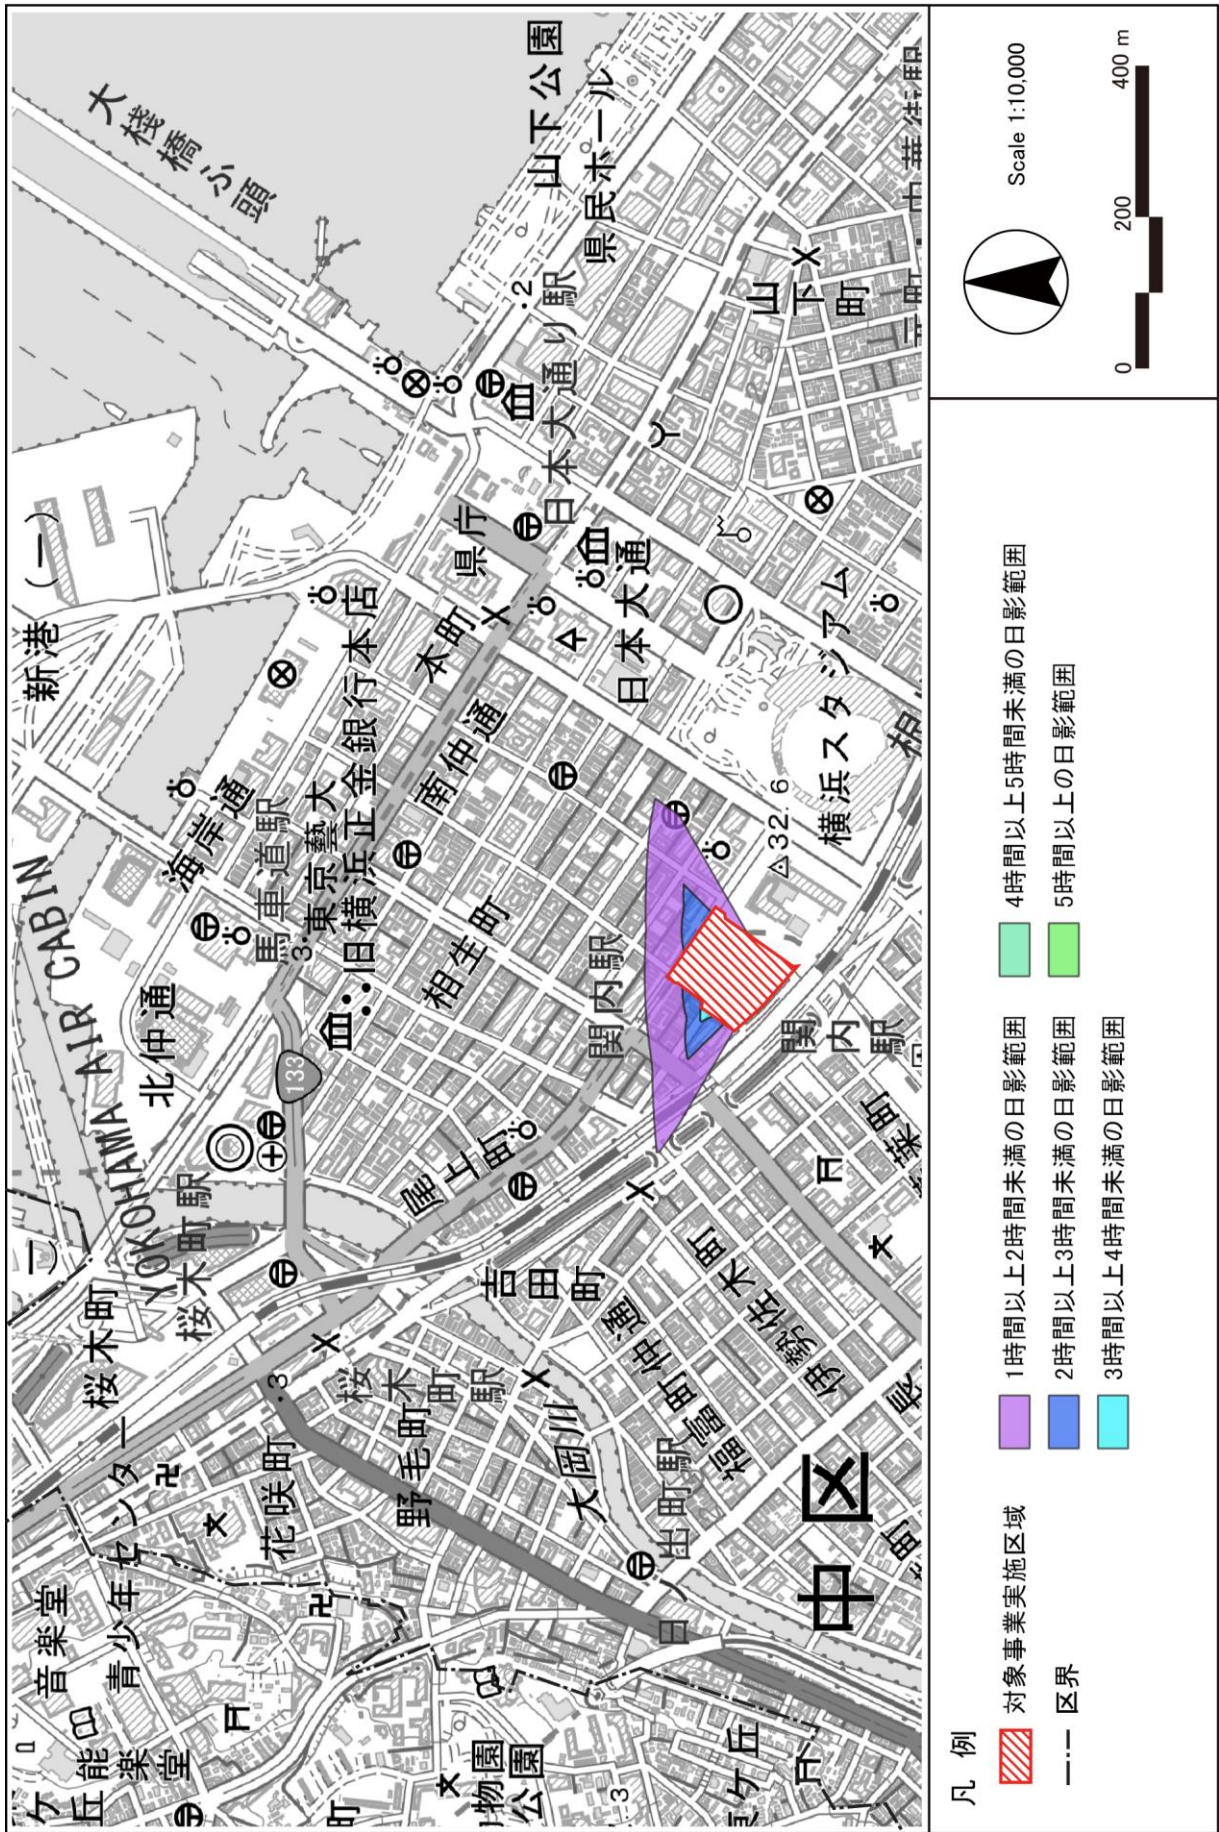 音楽堂
青少年センター
ケ丘
能楽堂
桜木町
(一)
YOKOHAMA AIR CABIN
新港(一)
大桟橋ふ頭
桜木町駅
北仲通
海岸通
花咲町
・3
133
馬車道駅
3・東京藝大
旧横浜正金銀行本店
本町
県庁
桜木町駅
野毛町
尾上町
相生町
南仲通
日本大通り駅
・2
山下公園
県民ホール
物園
公園
町
大岡川
吉田町
関内駅
日本大通
日ノ出町駅
福富町仲通
伊勢佐木町
関内駅
△32.6
横浜スタジアム
山下町
中区
長
町
・3
凡 例
対象事業実施区域
区界
1時間以上2時間未満の日影範囲
2時間以上3時間未満の日影範囲
3時間以上4時間未満の日影範囲
4時間以上5時間未満の日影範囲
5時間以上の日影範囲
Scale 1:10,000
0 200 400 m